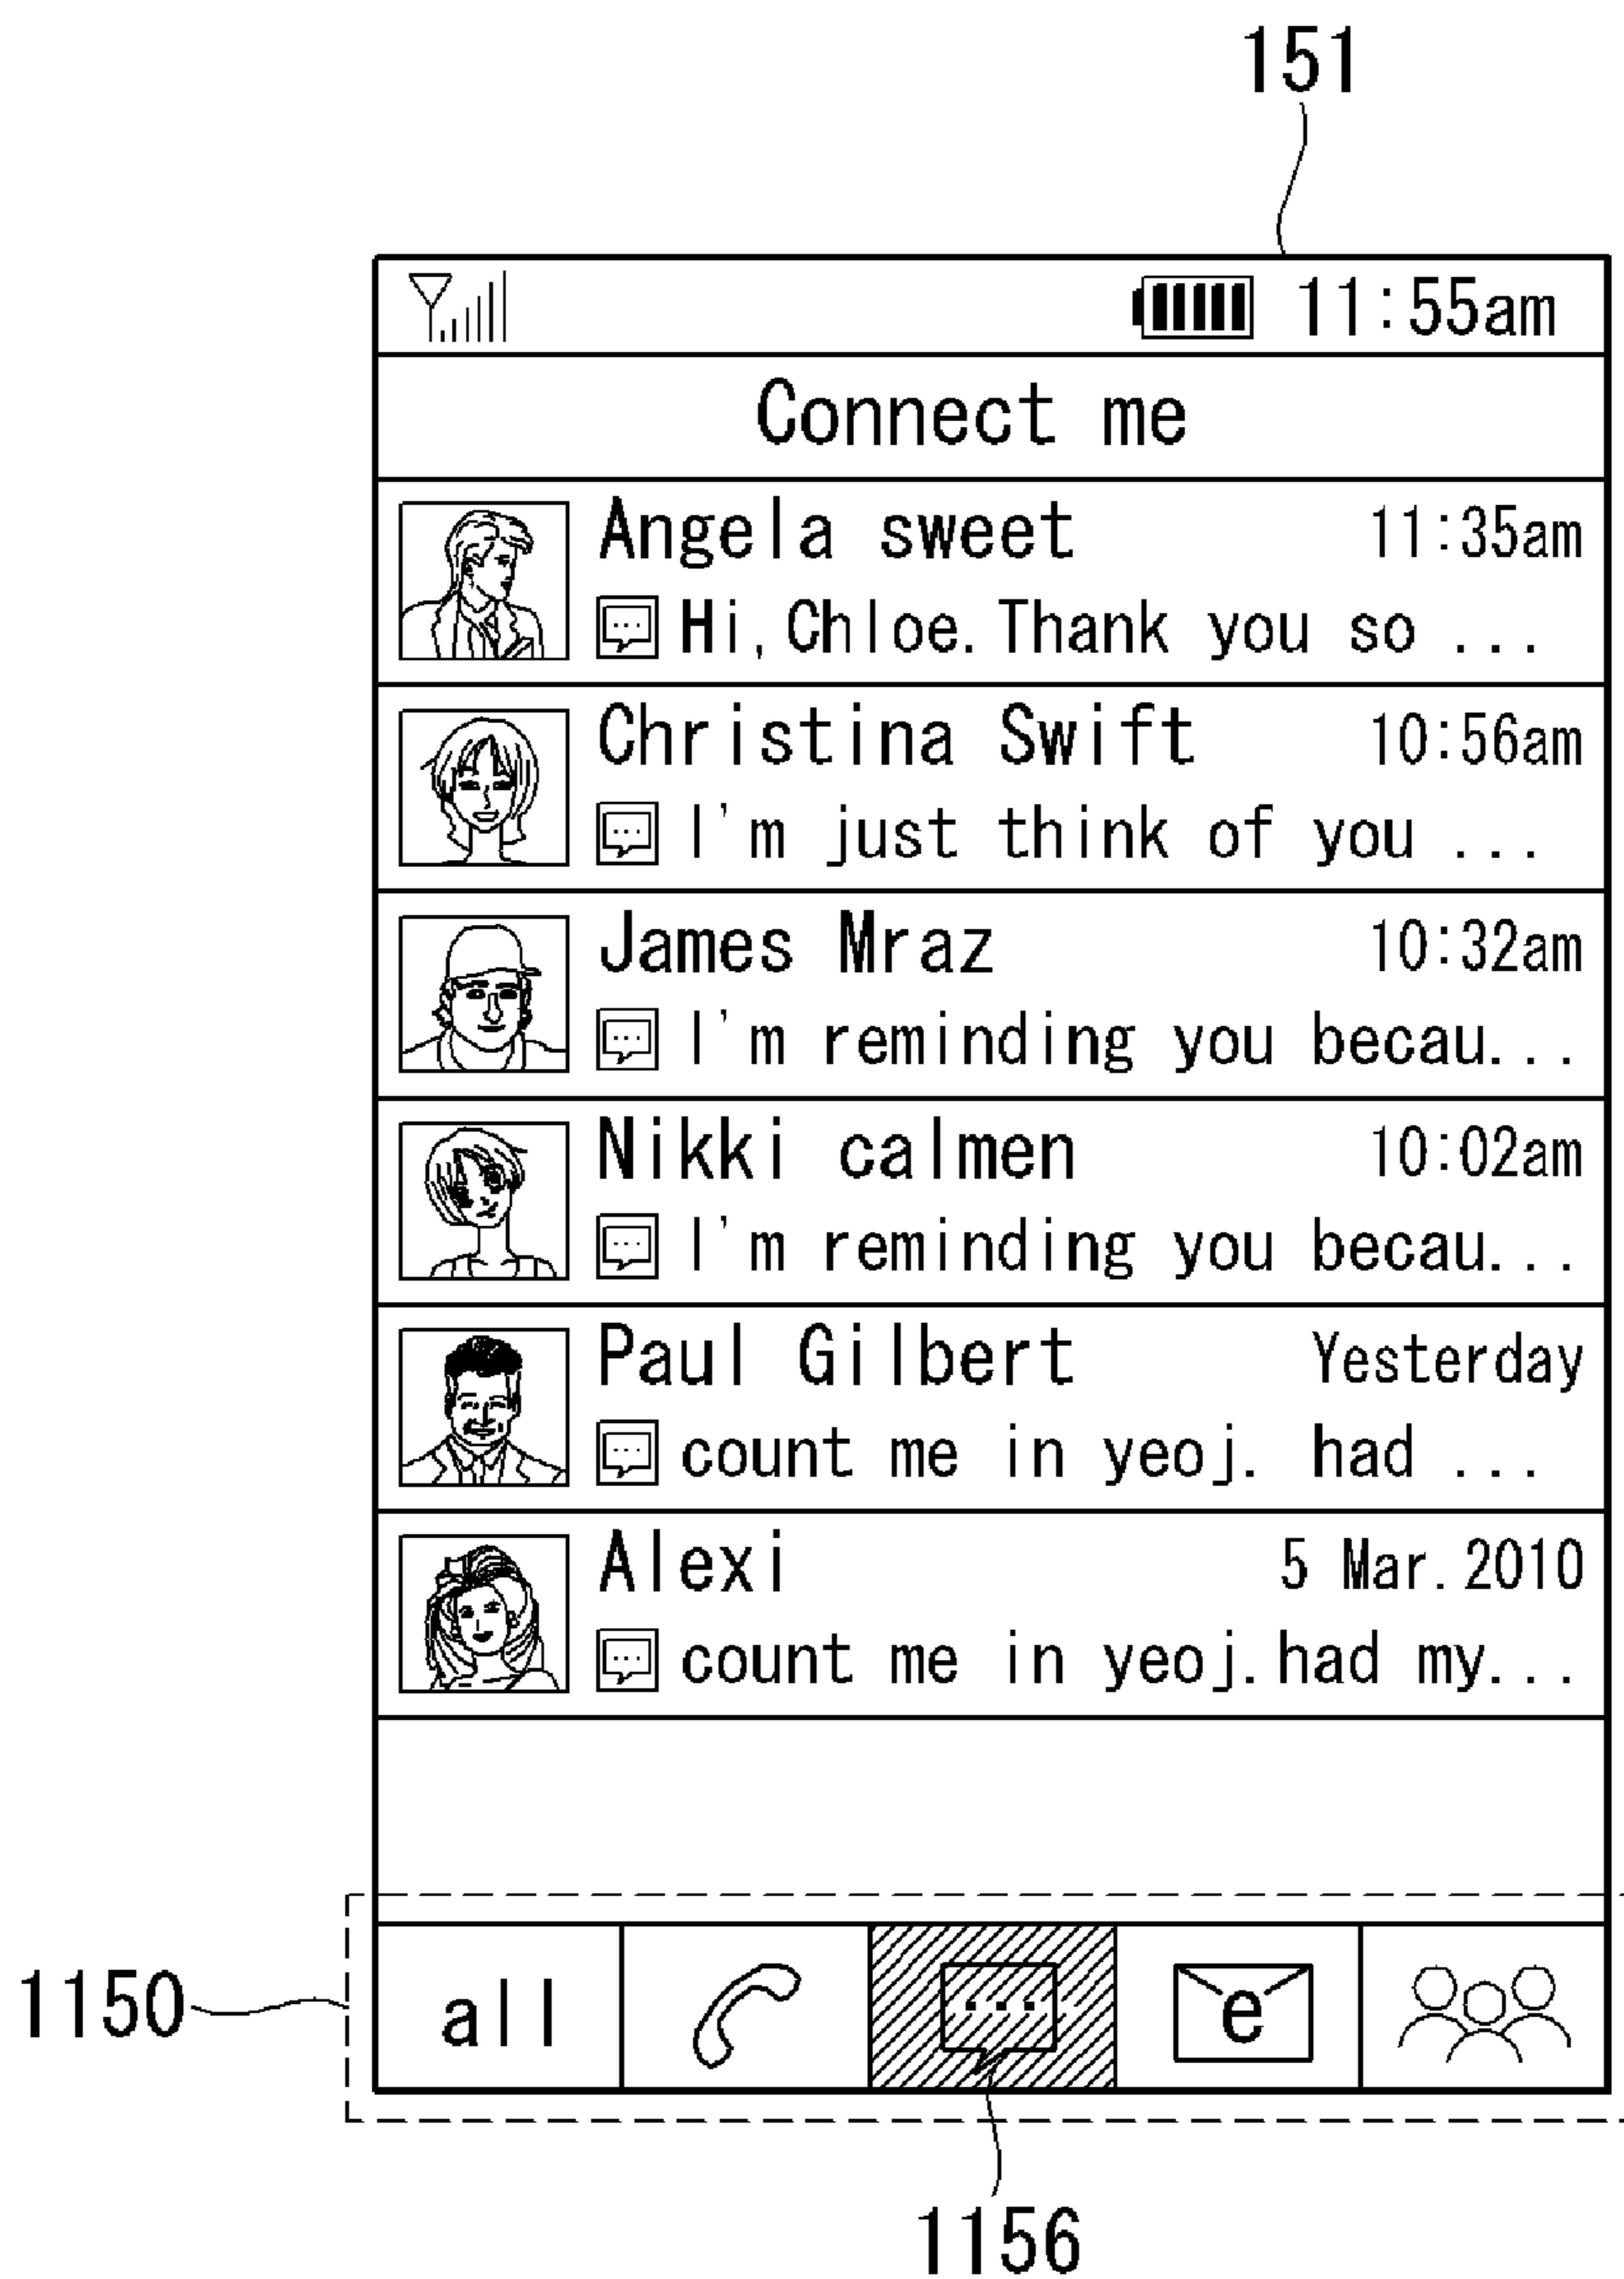 151
11:55am
Connect me
Angela sweet 11:35am
Hi,Chloe.Thank you so ...
Christina Swift 10:56am
I'm just think of you ...
James Mraz 10:32am
I'm reminding you becau...
Nikki calmen 10:02am
I'm reminding you becau...
Paul Gilbert Yesterday
count me in yeoj. had ...
Alexi 5 Mar.2010
count me in yeoj.had my...
1150 all e
1156